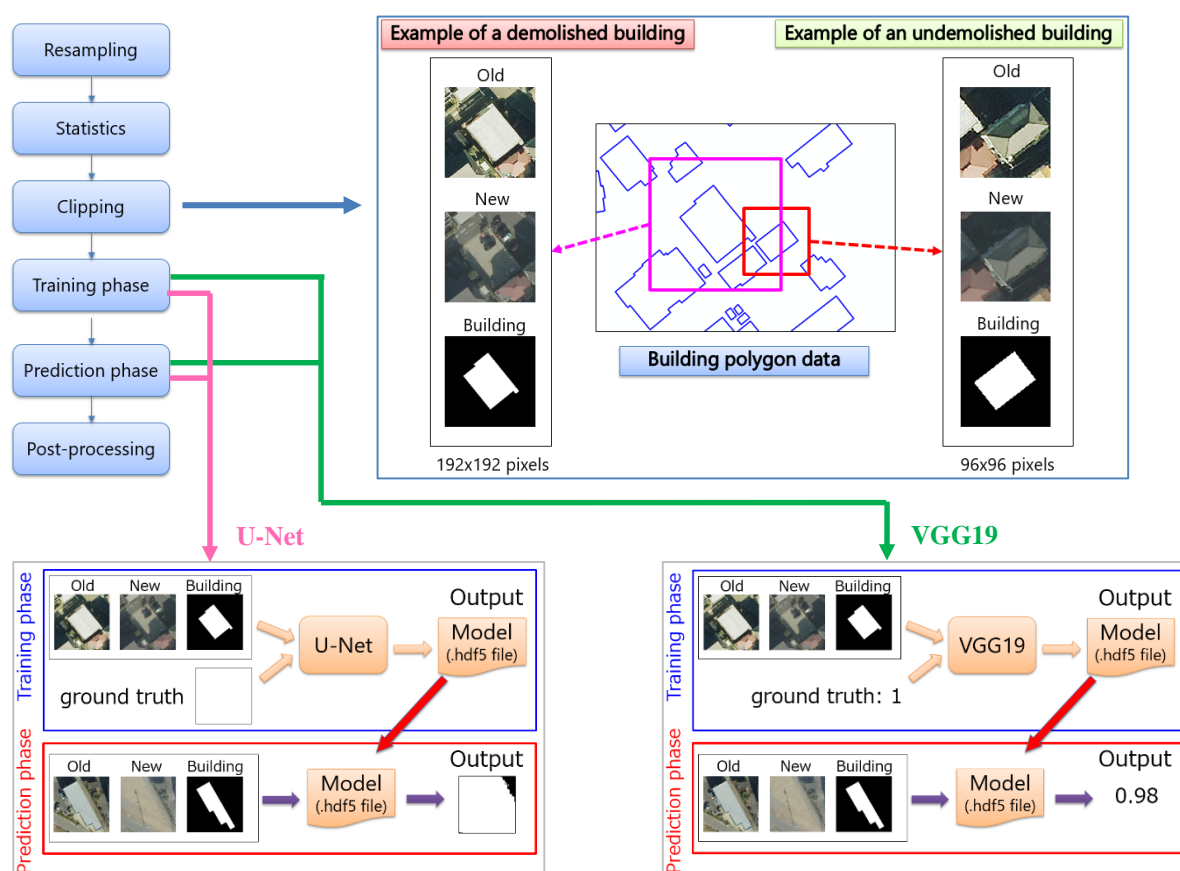 Resampling
Statistics
Clipping
Training phase
Prediction phase
Post-processing
Example of a demolished building
Example of an undemolished building
Old
New
Building
192x192 pixels
Building polygon data
Old
New
Building
96x96 pixels
U-Net
VGG19
Training phase
Old New Building
ground truth
U-Net
Output
Model
(.hdf5 file)
Prediction phase
Old New Building
Model
(.hdf5 file)
Output
Training phase
Old New Building
ground truth: 1
VGG19
Output
Model
(.hdf5 file)
Prediction phase
Old New Building
Model
(.hdf5 file)
Output
0.98